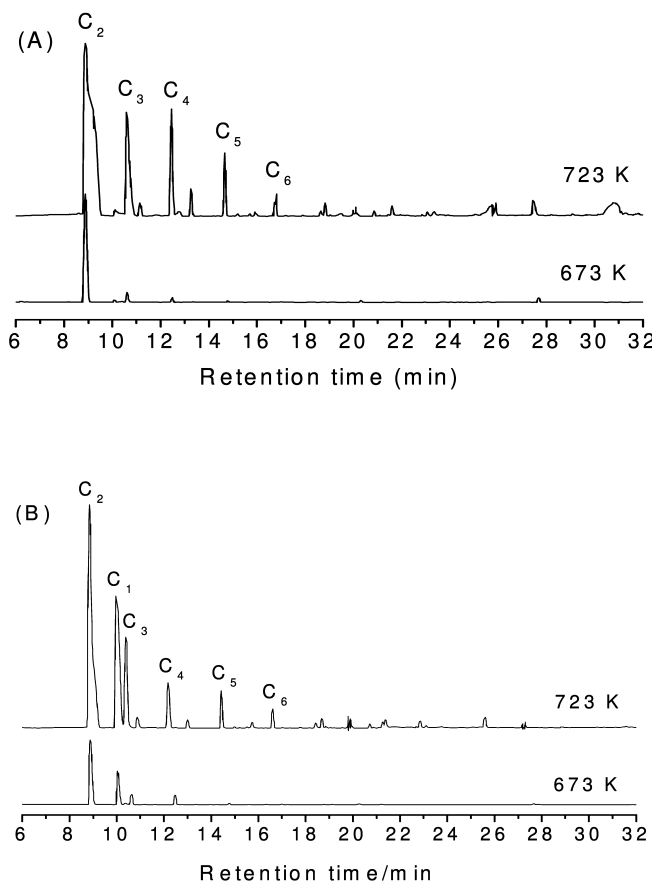 (A)
C2
C3
C4
C5
C6
723 K
673 K
6 8 10 12 14 16 18 20 22 24 26 28 30 32
Retention time (min)
(B)
C2
C1
C3
C4
C5
C6
723 K
673 K
6 8 10 12 14 16 18 20 22 24 26 28 30 32
Retention time/min